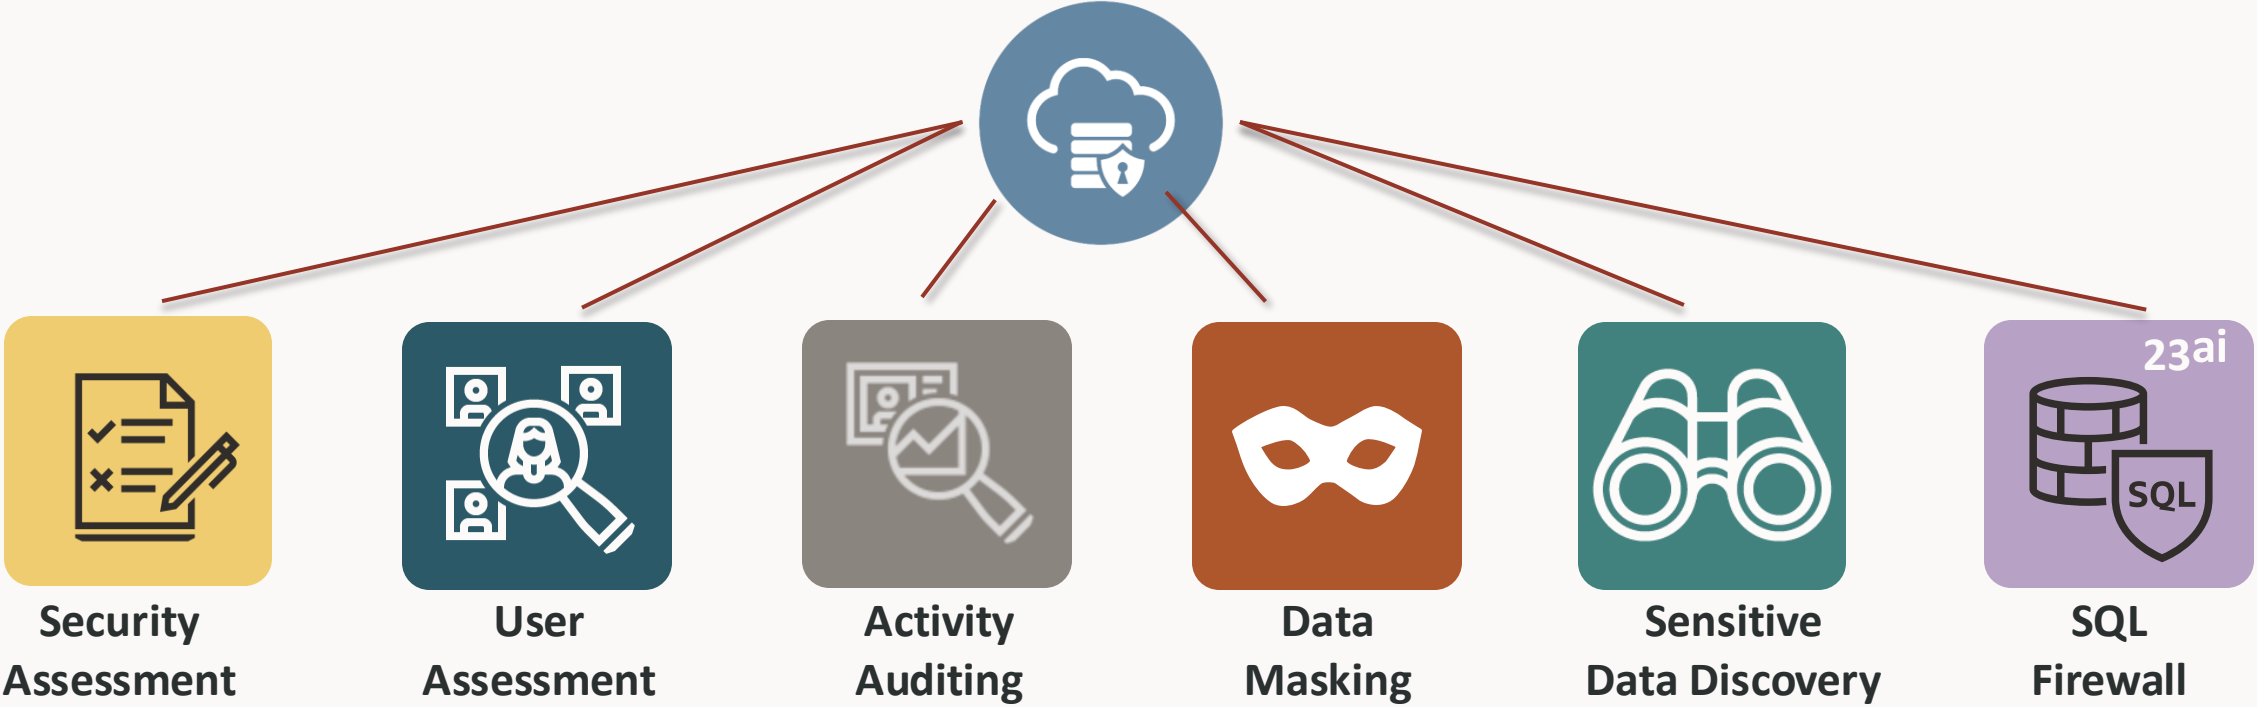 23ai
SQL
Security
Assessment
User
Assessment
Activity
Auditing
Data
Masking
Sensitive
Data Discovery
SQL
Firewall